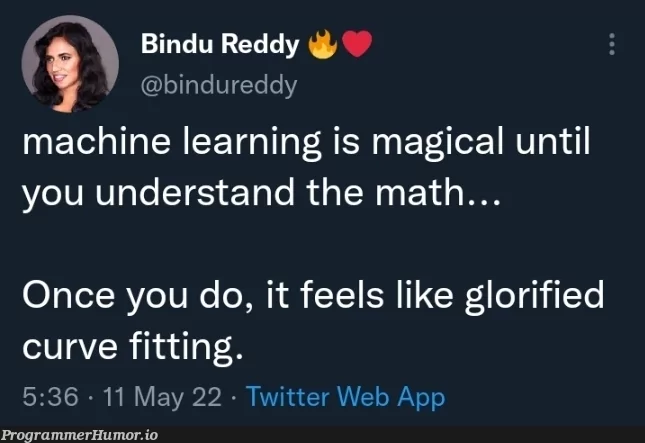 Bindu Reddy 🔥❤️
@bindureddy
machine learning is magical until
you understand the math...
Once you do, it feels like glorified
curve fitting.
5:36 · 11 May 22 · Twitter Web App
ProgrammerHumor.io